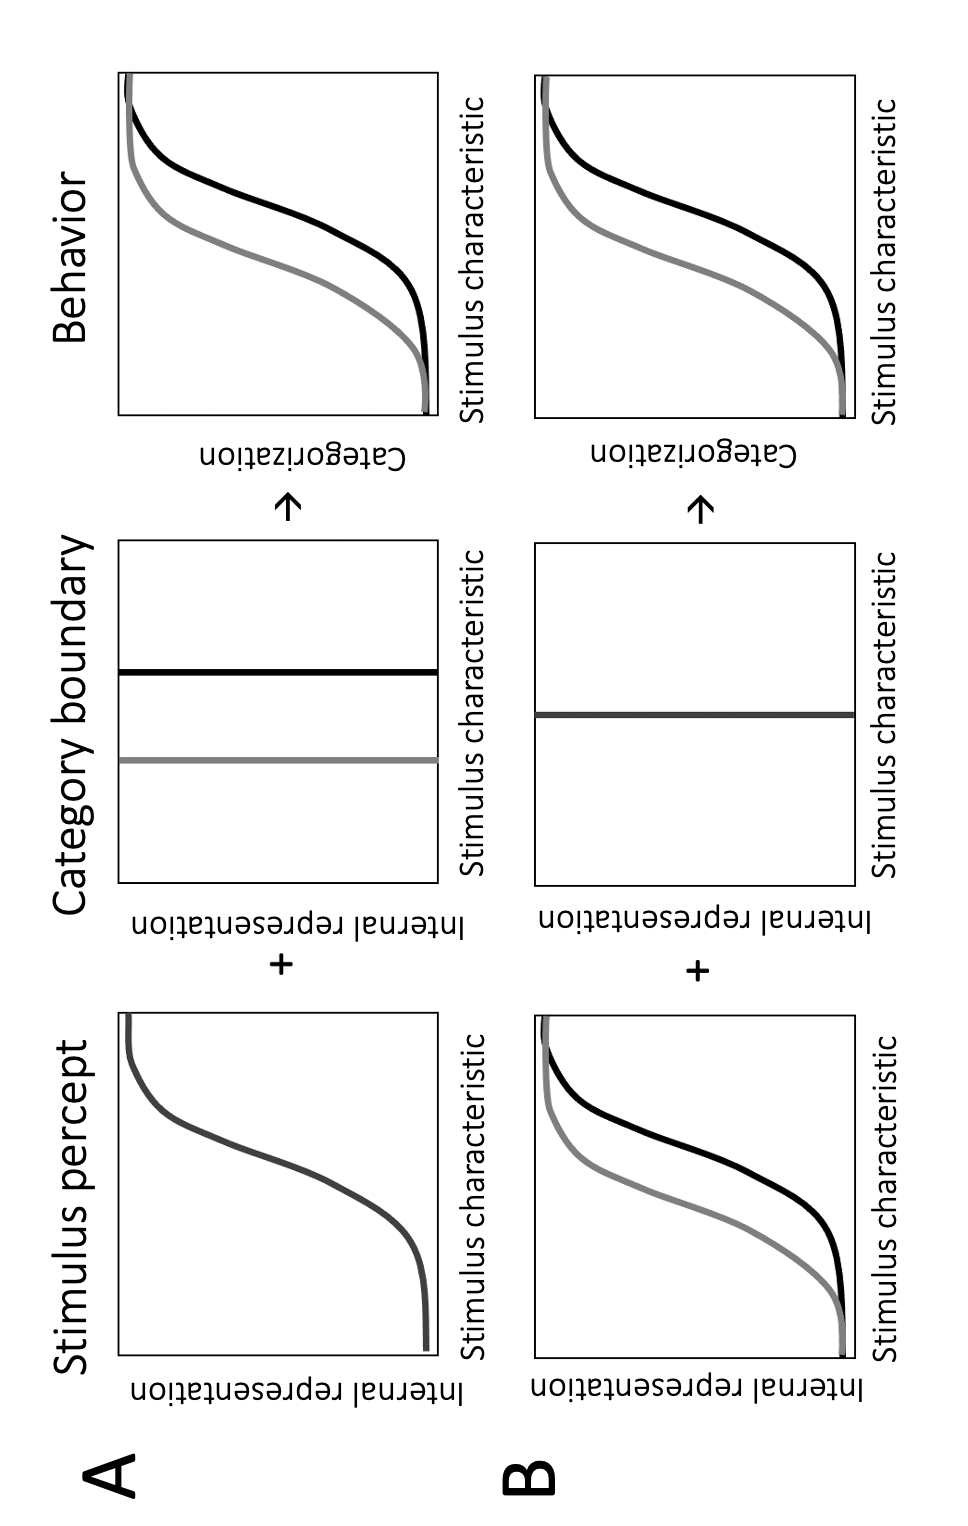 Stimulus percept
Category boundary
Behavior
A
Internal representation
Stimulus characteristic
+
Internal representation
Stimulus characteristic
→
Categorization
Stimulus characteristic
B
Internal representation
Stimulus characteristic
+
Internal representation
Stimulus characteristic
→
Categorization
Stimulus characteristic